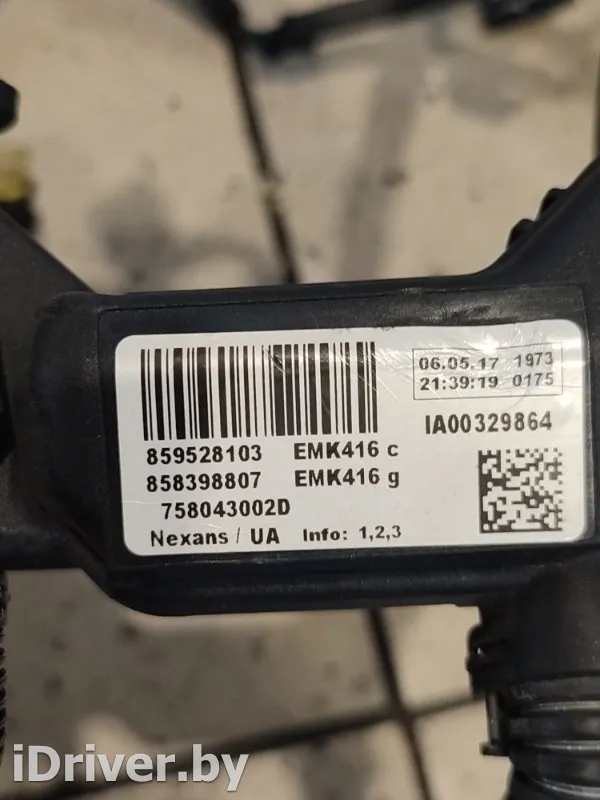 06.05.17 1973
21:39:19 0175
IA00329864
859528103 EMK416 c
858398807 EMK416 g
758043002D
Nexans / UA Info: 1,2,3
iDriver.by